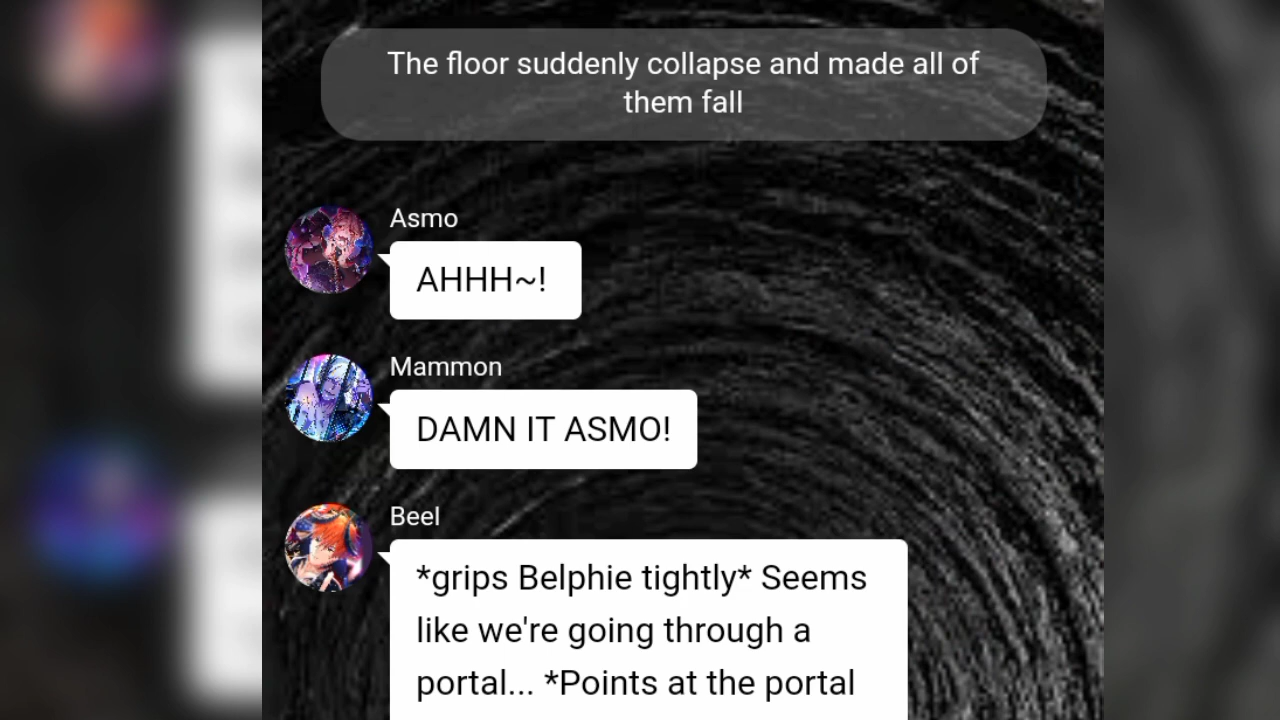 The floor suddenly collapse and made all of
them fall
Asmo
AHHH~!
Mammon
DAMN IT ASMO!
Beel
*grips Belphie tightly* Seems
like we're going through a
portal... *Points at the portal